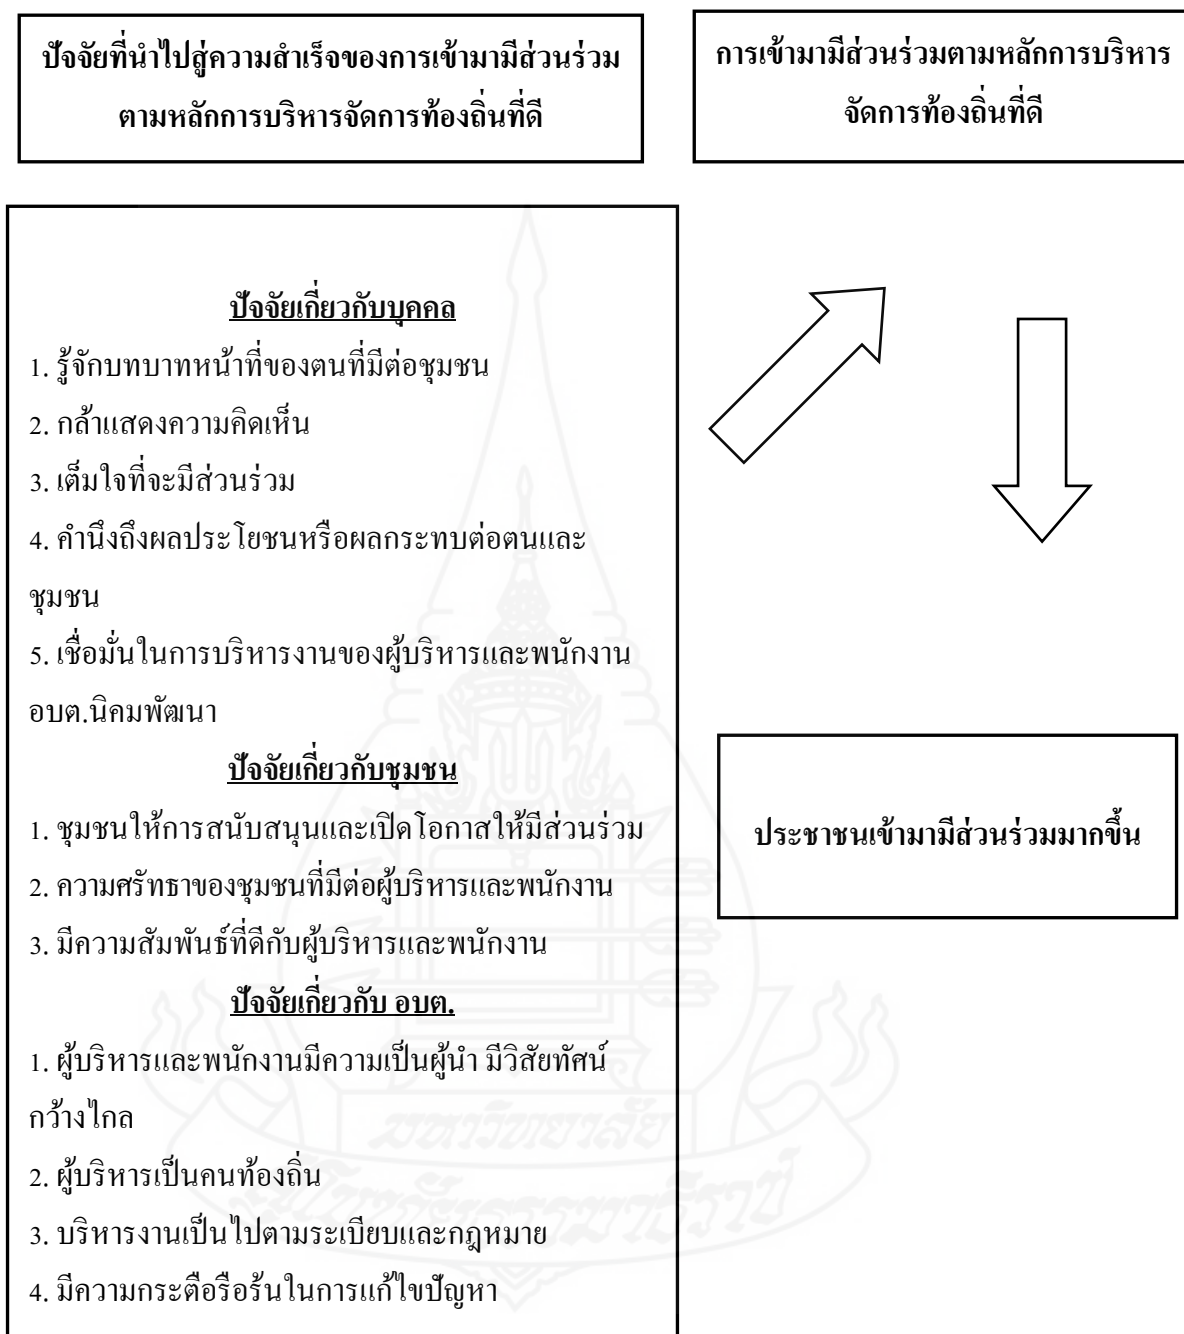 ปัจจัยที่นำไปสู่ความสำเร็จของการเข้ามามีส่วนร่วม
ตามหลักการบริหารจัดการท้องถิ่นที่ดี
การเข้ามามีส่วนร่วมตามหลักการบริหาร
จัดการท้องถิ่นที่ดี
ปัจจัยเกี่ยวกับบุคคล
1. รู้จักบทบาทหน้าที่ของตนที่มีต่อชุมชน
2. กล้าแสดงความคิดเห็น
3. เต็มใจที่จะมีส่วนร่วม
4. คำนึงถึงผลประโยชนหรือผลกระทบต่อตนและ
ชุมชน
5. เชื่อมั่นในการบริหารงานของผู้บริหารและพนักงาน
อบต.นิคมพัฒนา
ปัจจัยเกี่ยวกับชุมชน
1. ชุมชนให้การสนับสนุนและเปิดโอกาสให้มีส่วนร่วม
2. ความศรัทธาของชุมชนที่มีต่อผู้บริหารและพนักงาน
3. มีความสัมพันธ์ที่ดีกับผู้บริหารและพนักงาน
ปัจจัยเกี่ยวกับ อบต.
1. ผู้บริหารและพนักงานมีความเป็นผู้นำ มีวิสัยทัศน์
กว้างไกล
2. ผู้บริหารเป็นคนท้องถิ่น
3. บริหารงานเป็นไปตามระเบียบและกฎหมาย
4. มีความกระตือรือร้นในการแก้ไขปัญหา
ประชาชนเข้ามามีส่วนร่วมมากขึ้น
มหาวิทยาลัย
สุโขทัยธรรมาธิราช